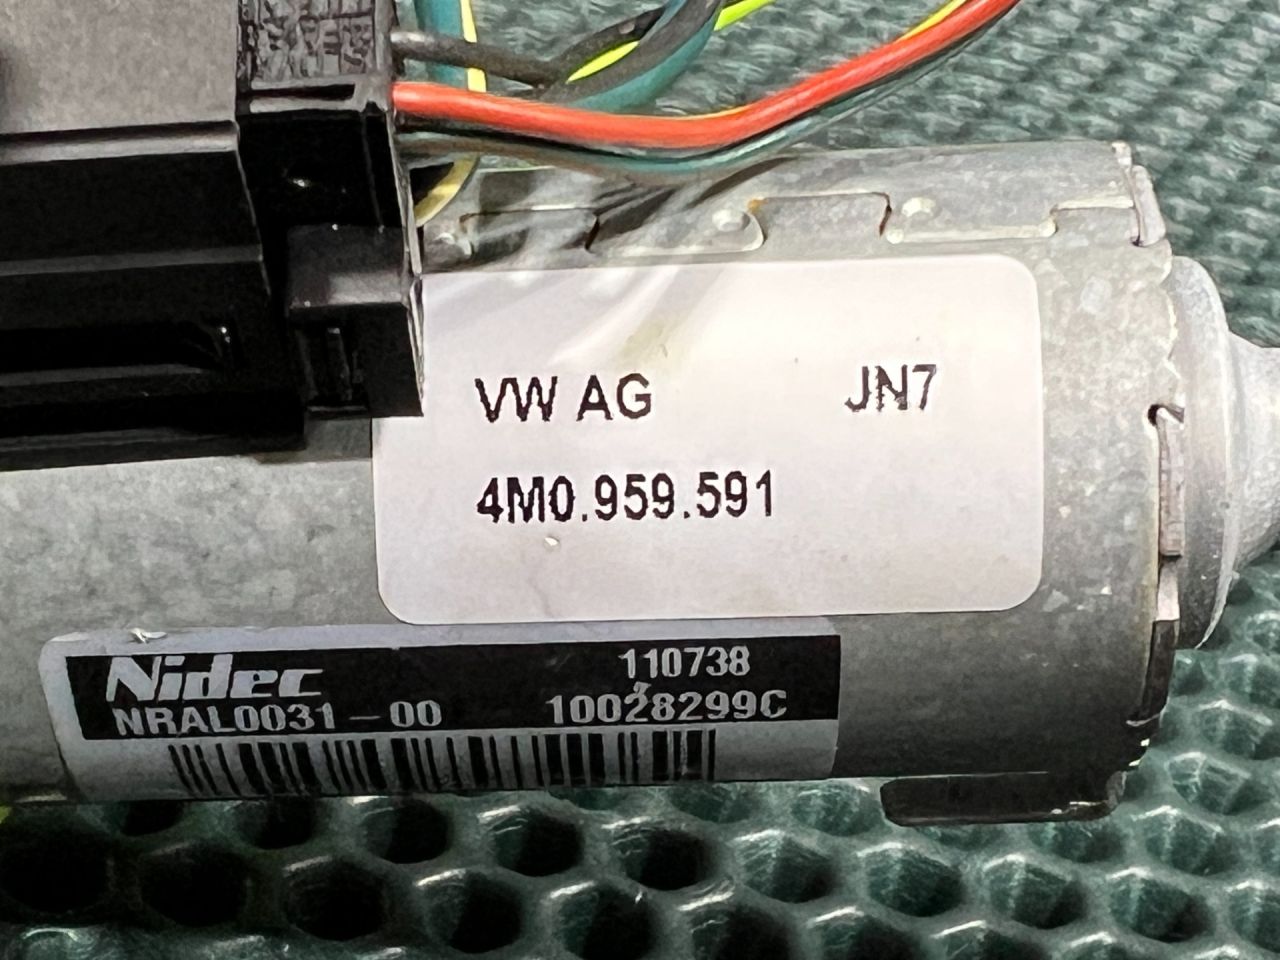 VW AG JN7
4M0.959.591
Nidec 110738
NRAL0031-00 10028299C